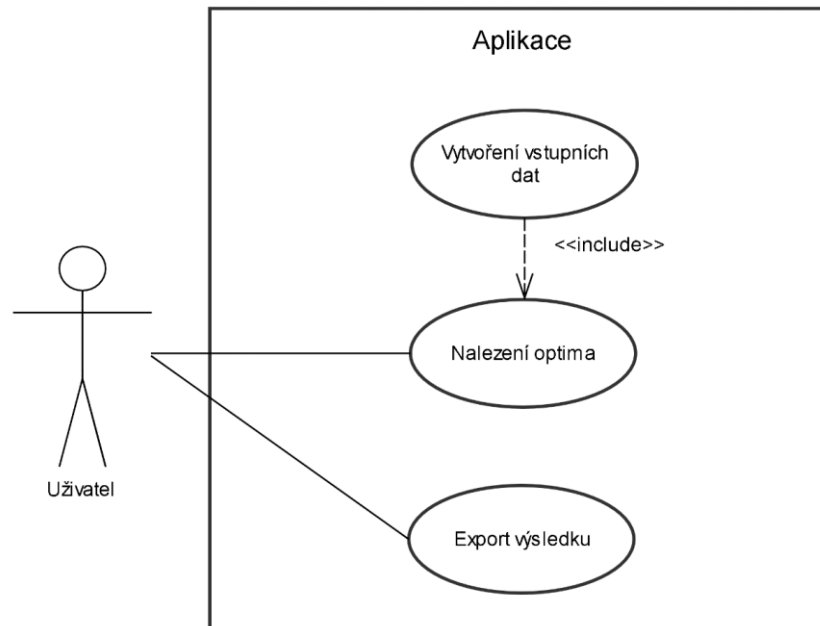 Aplikace
Vytvoření vstupních
dat
<<include>>
Nalezení optima
Uživatel
Export výsledku